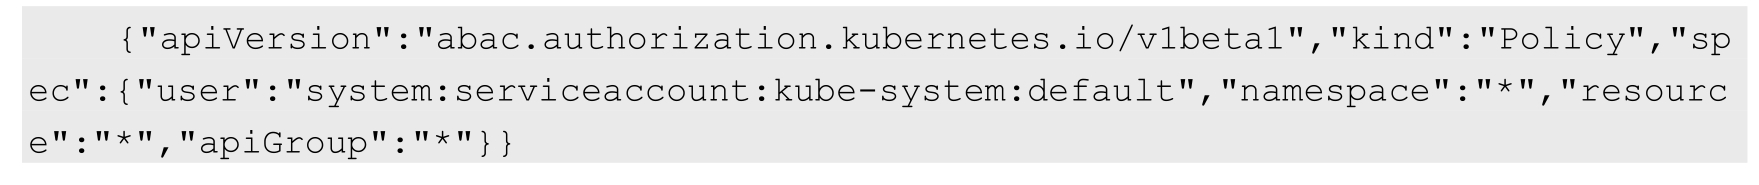 {"apiVersion":"abac.authorization.kubernetes.io/v1beta1","kind":"Policy","sp
ec":{"user":"system:serviceaccount:kube-system:default","namespace":"*","resourc
e":"*","apiGroup":"*"}}